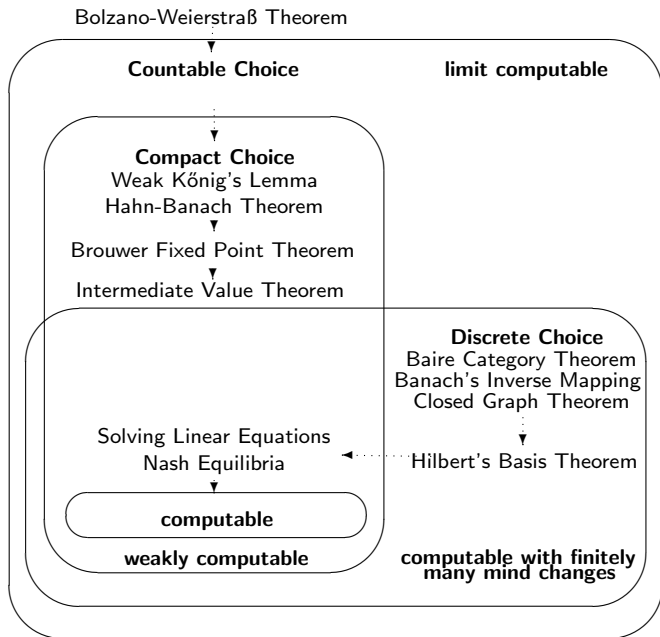 Bolzano-Weierstraß Theorem
Countable Choice
limit computable
Compact Choice
Weak Kőnig's Lemma
Hahn-Banach Theorem
Brouwer Fixed Point Theorem
Intermediate Value Theorem
Discrete Choice
Baire Category Theorem
Banach's Inverse Mapping
Closed Graph Theorem
Solving Linear Equations
Nash Equilibria
Hilbert's Basis Theorem
computable
weakly computable
computable with finitely
many mind changes